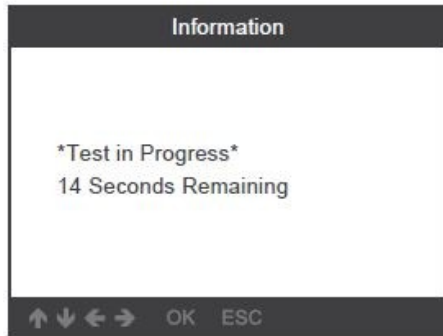 Information
*Test in Progress*
14 Seconds Remaining
OK ESC